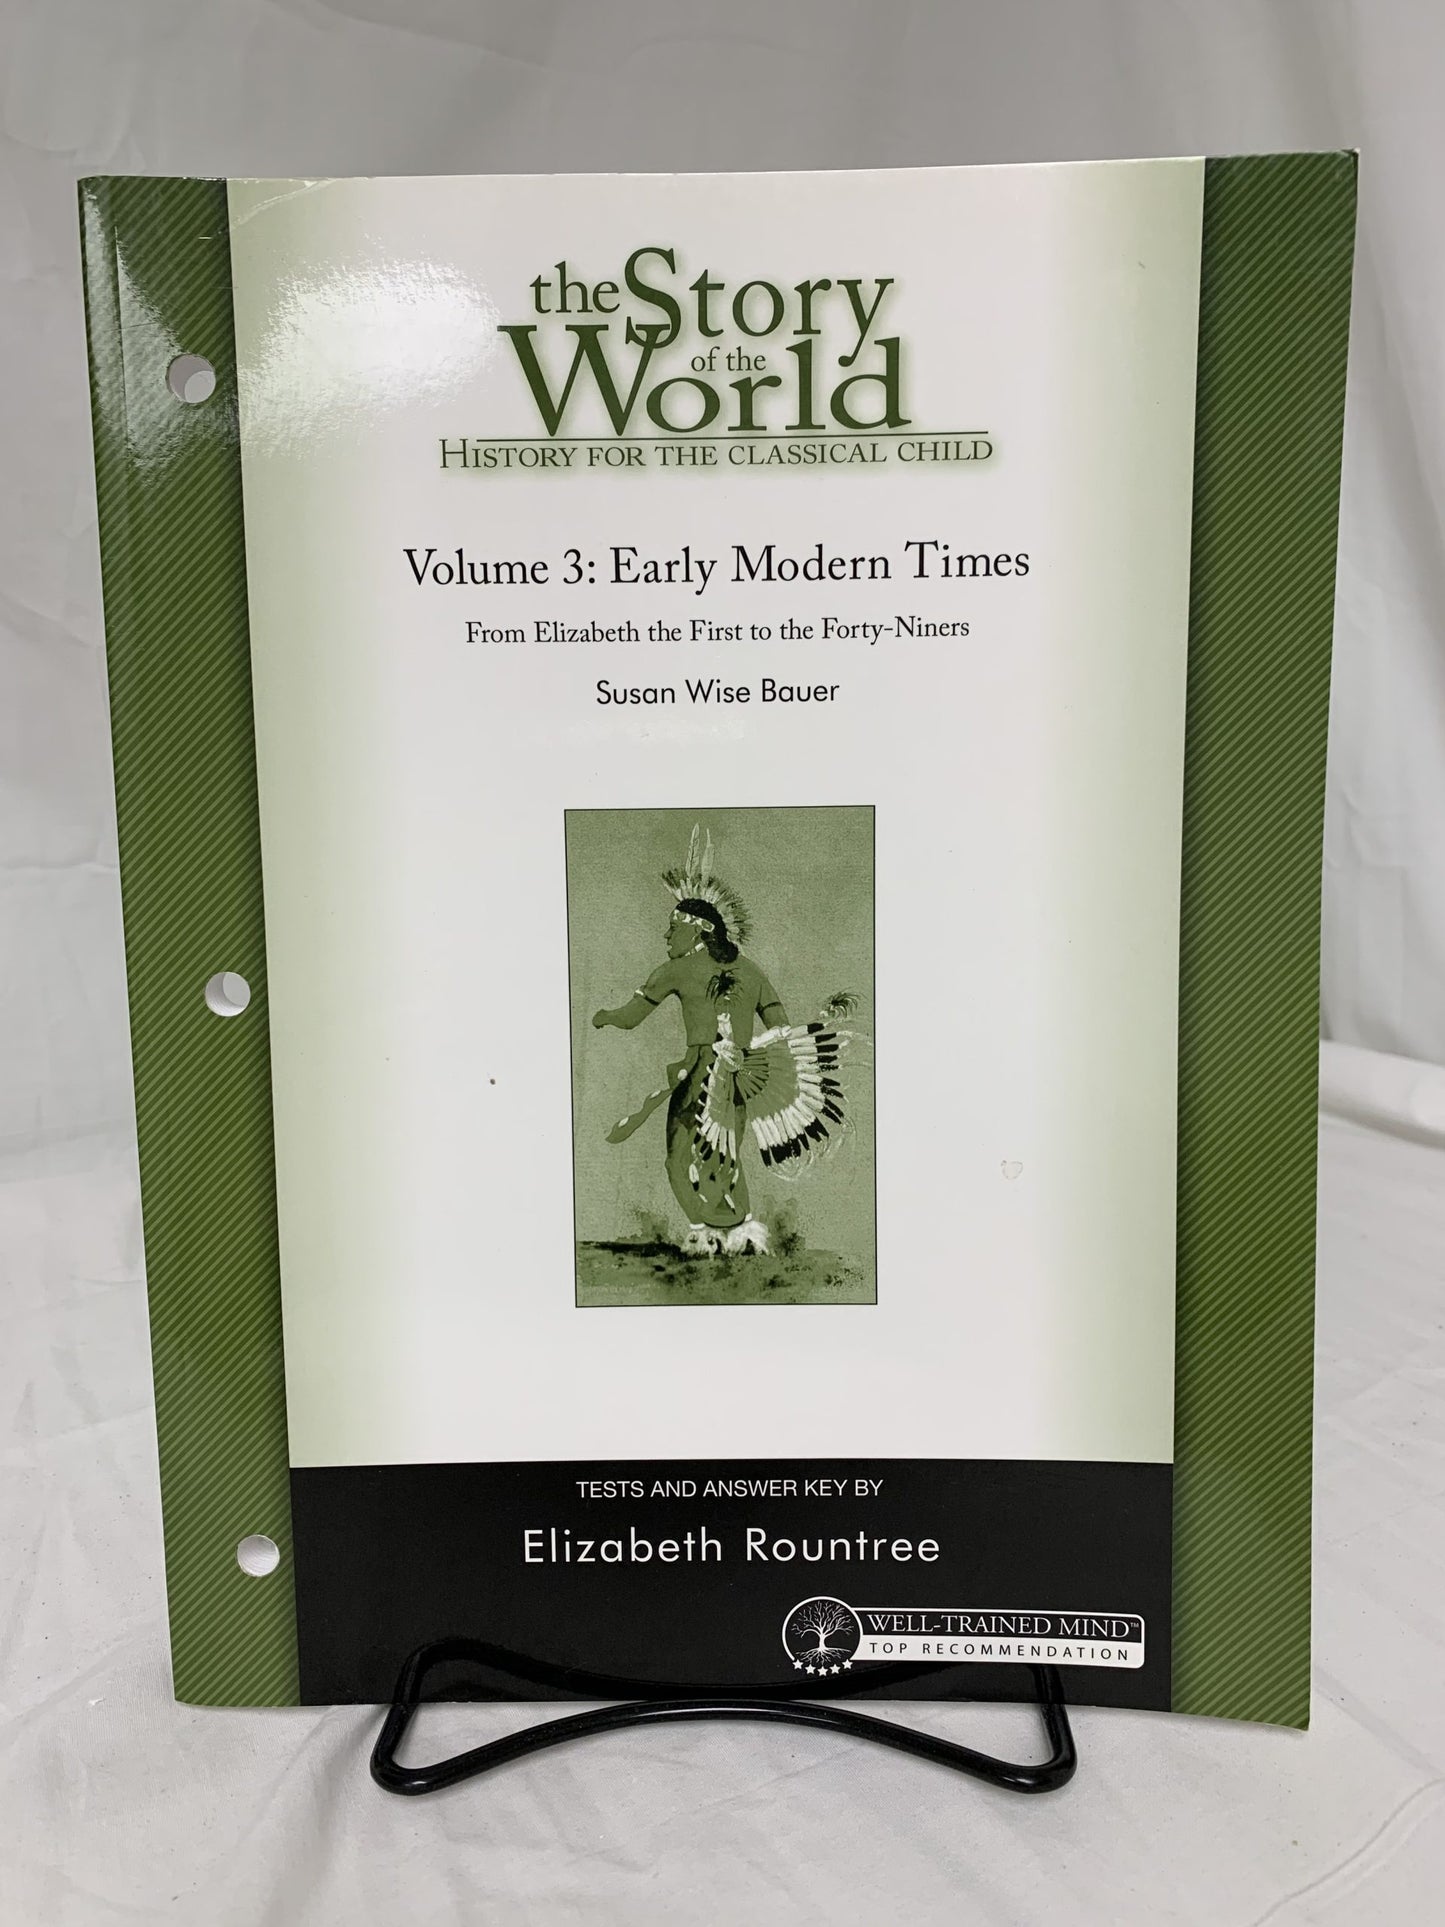 the Story
of the
World
HISTORY FOR THE CLASSICAL CHILD
Volume 3: Early Modern Times
From Elizabeth the First to the Forty-Niners
Susan Wise Bauer
TESTS AND ANSWER KEY BY
Elizabeth Rountree
WELL-TRAINED MIND™
TOP RECOMMENDATION